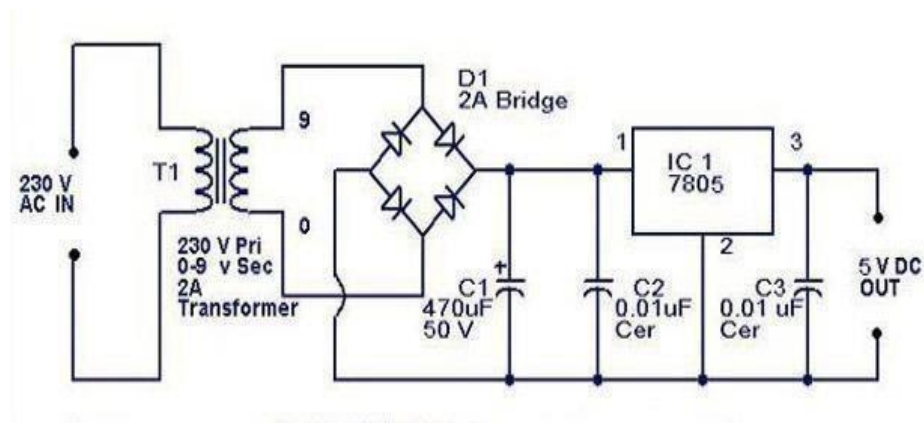 D1
2A Bridge
9
T1
230 V
AC IN
0
230 V Pri
0-9 v Sec
2A
Transformer
1
IC 1
7805
3
2
+
C1
470uF
50 V
C2
0.01uF
Cer
C3
0.01 uF
Cer
5 V DC
OUT